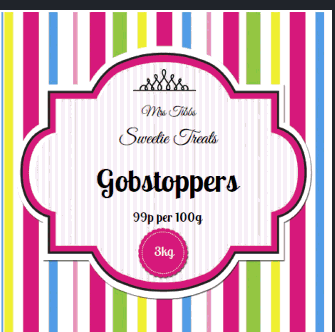 Mrs Tibbs
Sweetie Treats
Gobstoppers
99p per 100g
3kg